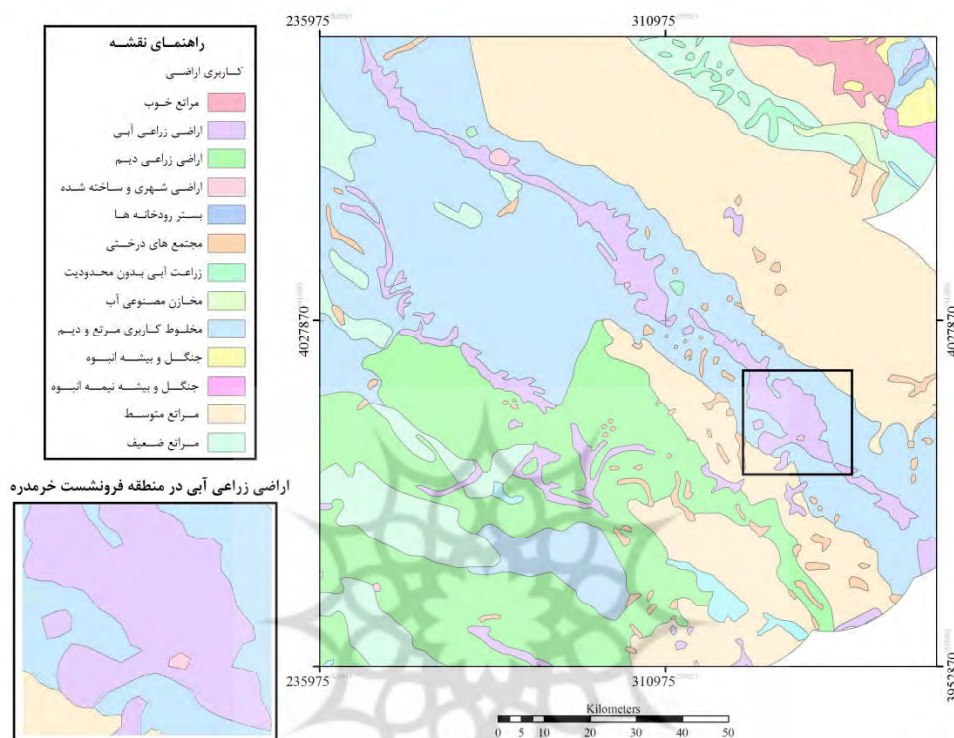 راهنمای نقشه
کاربری اراضی
مراتع خوب
اراضی زراعی آبی
اراضی زراعی دیم
اراضی شهری و ساخته شده
بستر رودخانه ها
مجتمع های درختی
زراعت آبی بدون محدودیت
مخازن مصنوعی آب
مخلوط کاربری مرتع و دیم
جنگل و بیشه انبوه
جنگل و بیشه نیمه انبوه
مراتع متوسط
مراتع ضعیف
اراضی زراعی آبی در منطقه فرونشست خرمدره
235975
310975
4027870
4027870
3952870
235975
310975
Kilometers
0 5 10 20 30 40 50